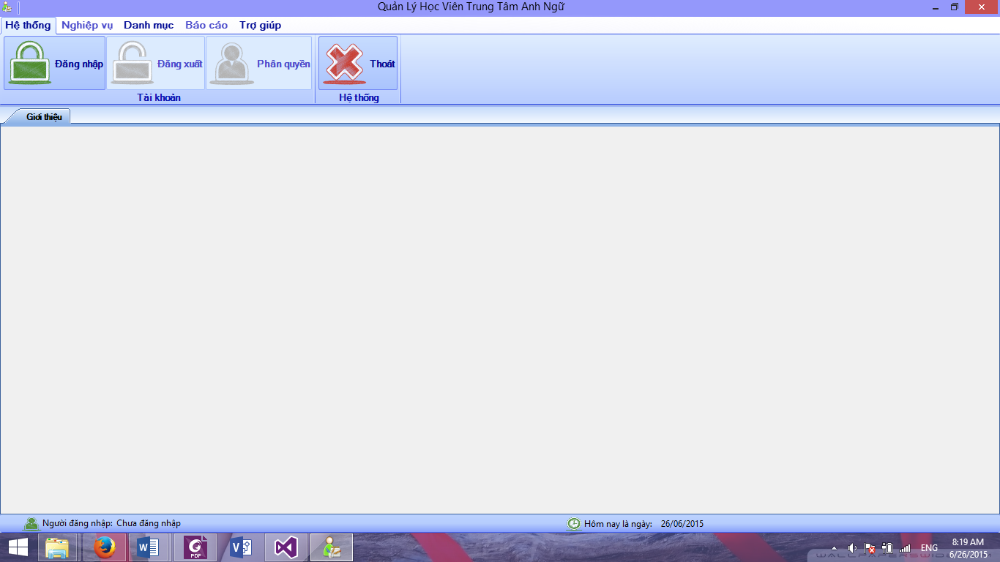 Quản Lý Học Viên Trung Tâm Anh Ngữ
Hệ thống Nghiệp vụ Danh mục Báo cáo Trợ giúp
Đăng nhập Đăng xuất Phân quyền Thoát
Tài khoản Hệ thống
Giới thiệu
Người đăng nhập: Chưa đăng nhập Hôm nay là ngày: 26/06/2015
PDF ENG 8:19 AM
6/26/2015